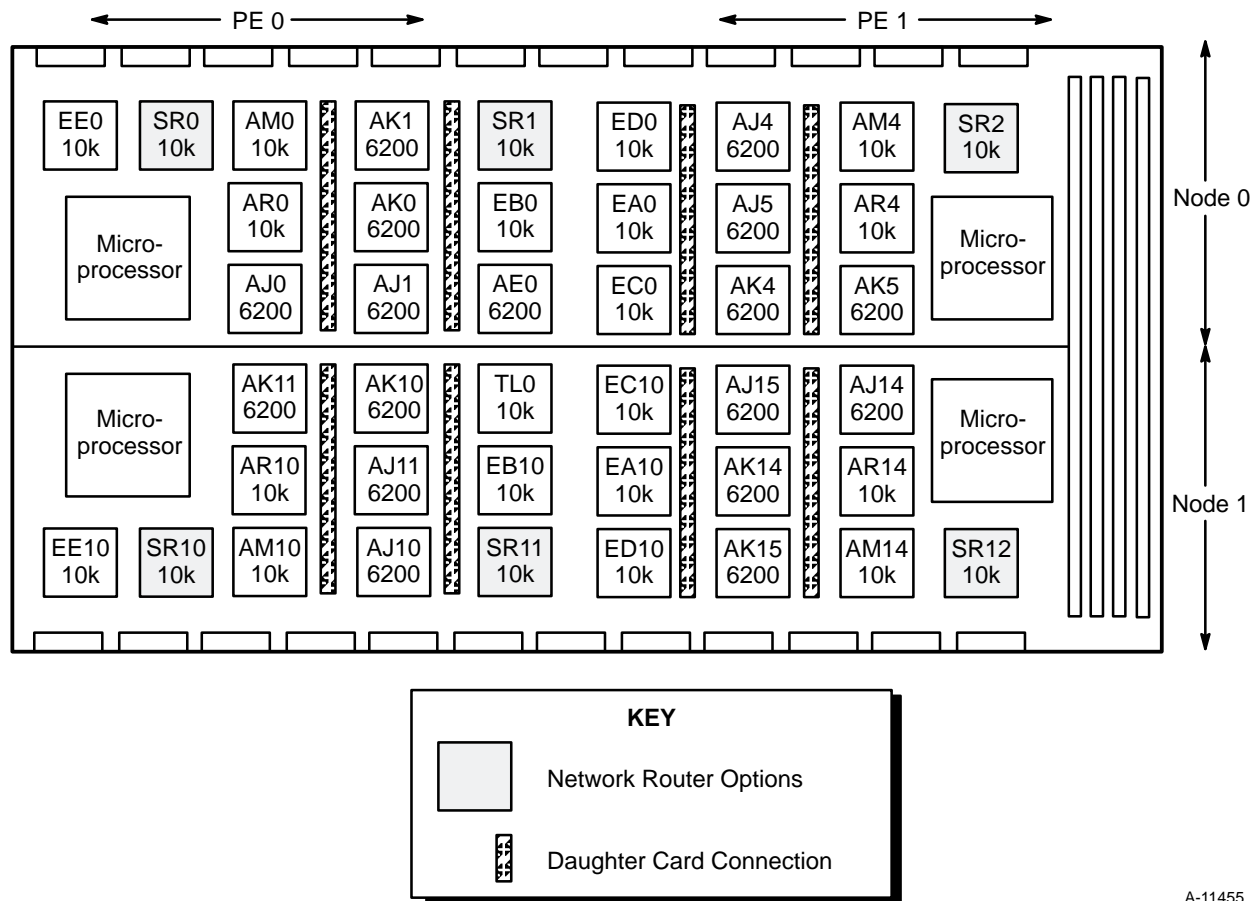 PE 0
PE 1
EE0
10k
SR0
10k
AM0
10k
AK1
6200
SR1
10k
ED0
10k
AJ4
6200
AM4
10k
SR2
10k
Node 0
Micro-
processor
AR0
10k
AK0
6200
EB0
10k
EA0
10k
AJ5
6200
AR4
10k
Micro-
processor
AJ0
6200
AJ1
6200
AE0
6200
EC0
10k
AK4
6200
AK5
6200
Micro-
processor
AK11
6200
AK10
6200
TL0
10k
EC10
10k
AJ15
6200
AJ14
6200
Micro-
processor
AR10
10k
AJ11
6200
EB10
10k
EA10
10k
AK14
6200
AR14
10k
Node 1
EE10
10k
SR10
10k
AM10
10k
AJ10
6200
SR11
10k
ED10
10k
AK15
6200
AM14
10k
SR12
10k
KEY
Network Router Options
Daughter Card Connection
A-11455